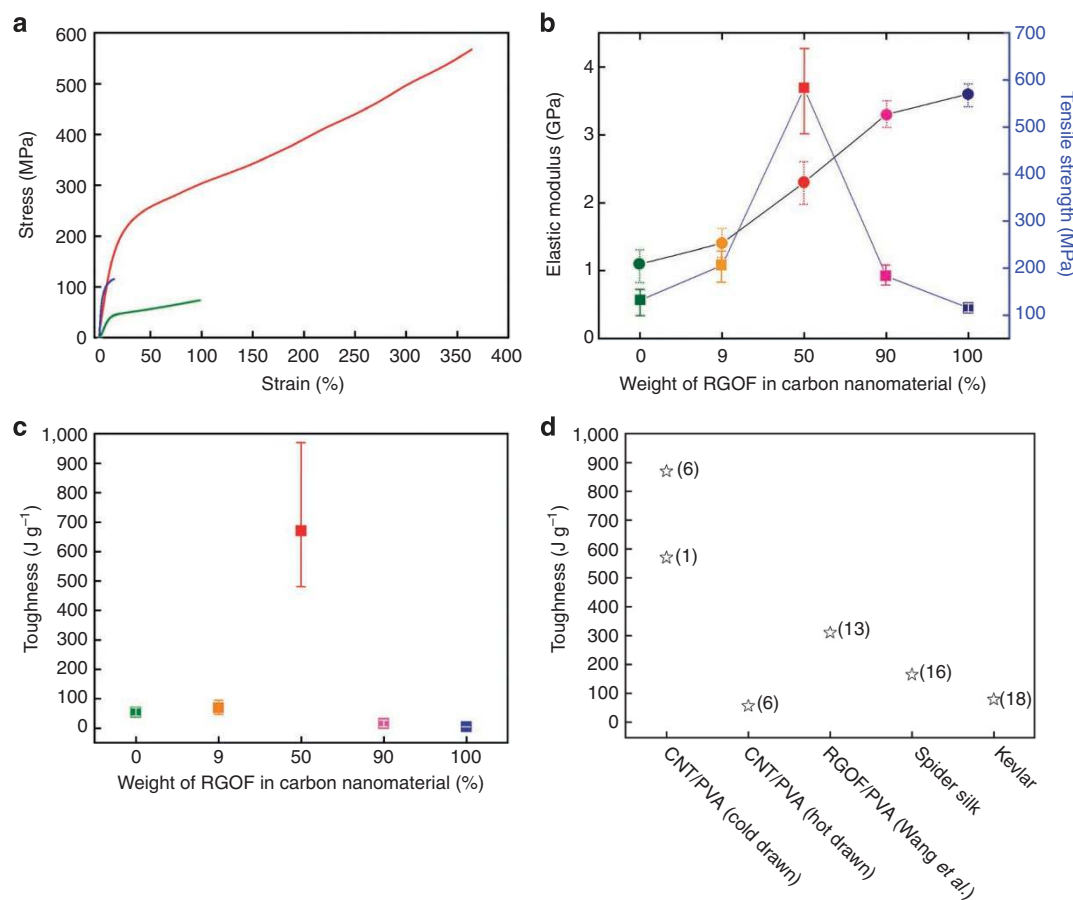 a
600
500
400
300
200
100
0
Stress (MPa)
0 50 100 150 200 250 300 350 400
Strain (%)
b
4
3
2
1
0
Elastic modulus (GPa)
700
600
500
400
300
200
100
Tensile strength (MPa)
0 9 50 90 100
Weight of RGOF in carbon nanomaterial (%)
c
1,000
900
800
700
600
500
400
300
200
100
0
Toughness (J g⁻¹)
0 9 50 90 100
Weight of RGOF in carbon nanomaterial (%)
d
1,000
900
800
700
600
500
400
300
200
100
0
Toughness (J g⁻¹)
(6)
(1)
(6)
(13)
(16)
(18)
CNT/PVA (cold drawn)
CNT/PVA (hot drawn)
RGOF/PVA (Wang et al.)
Spider silk
Kevlar